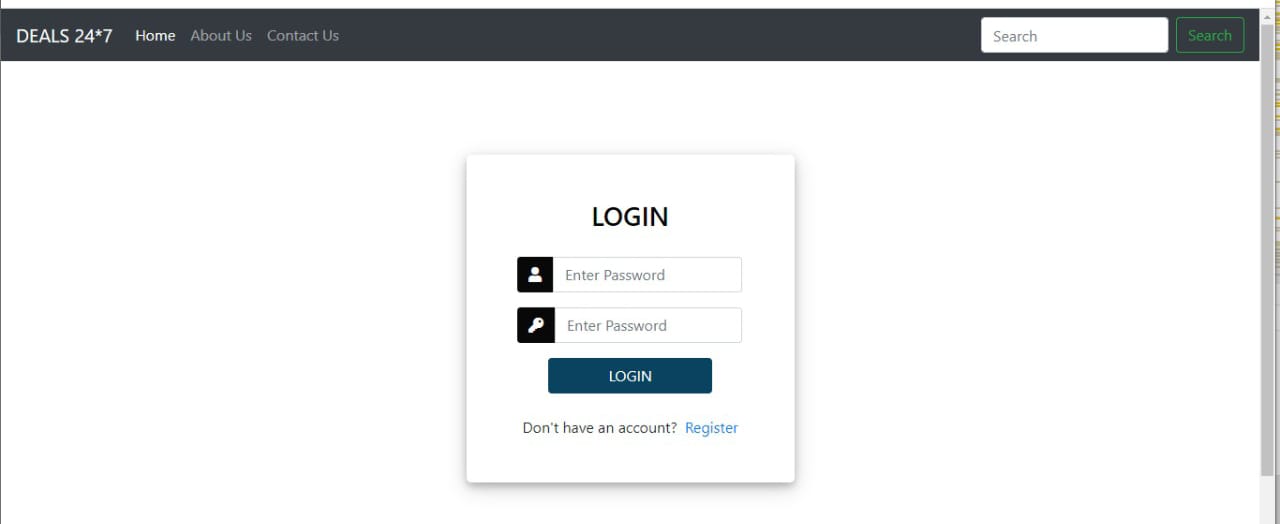 DEALS 24*7 Home About Us Contact Us Search Search
LOGIN
Enter Password
Enter Password
LOGIN
Don't have an account? Register